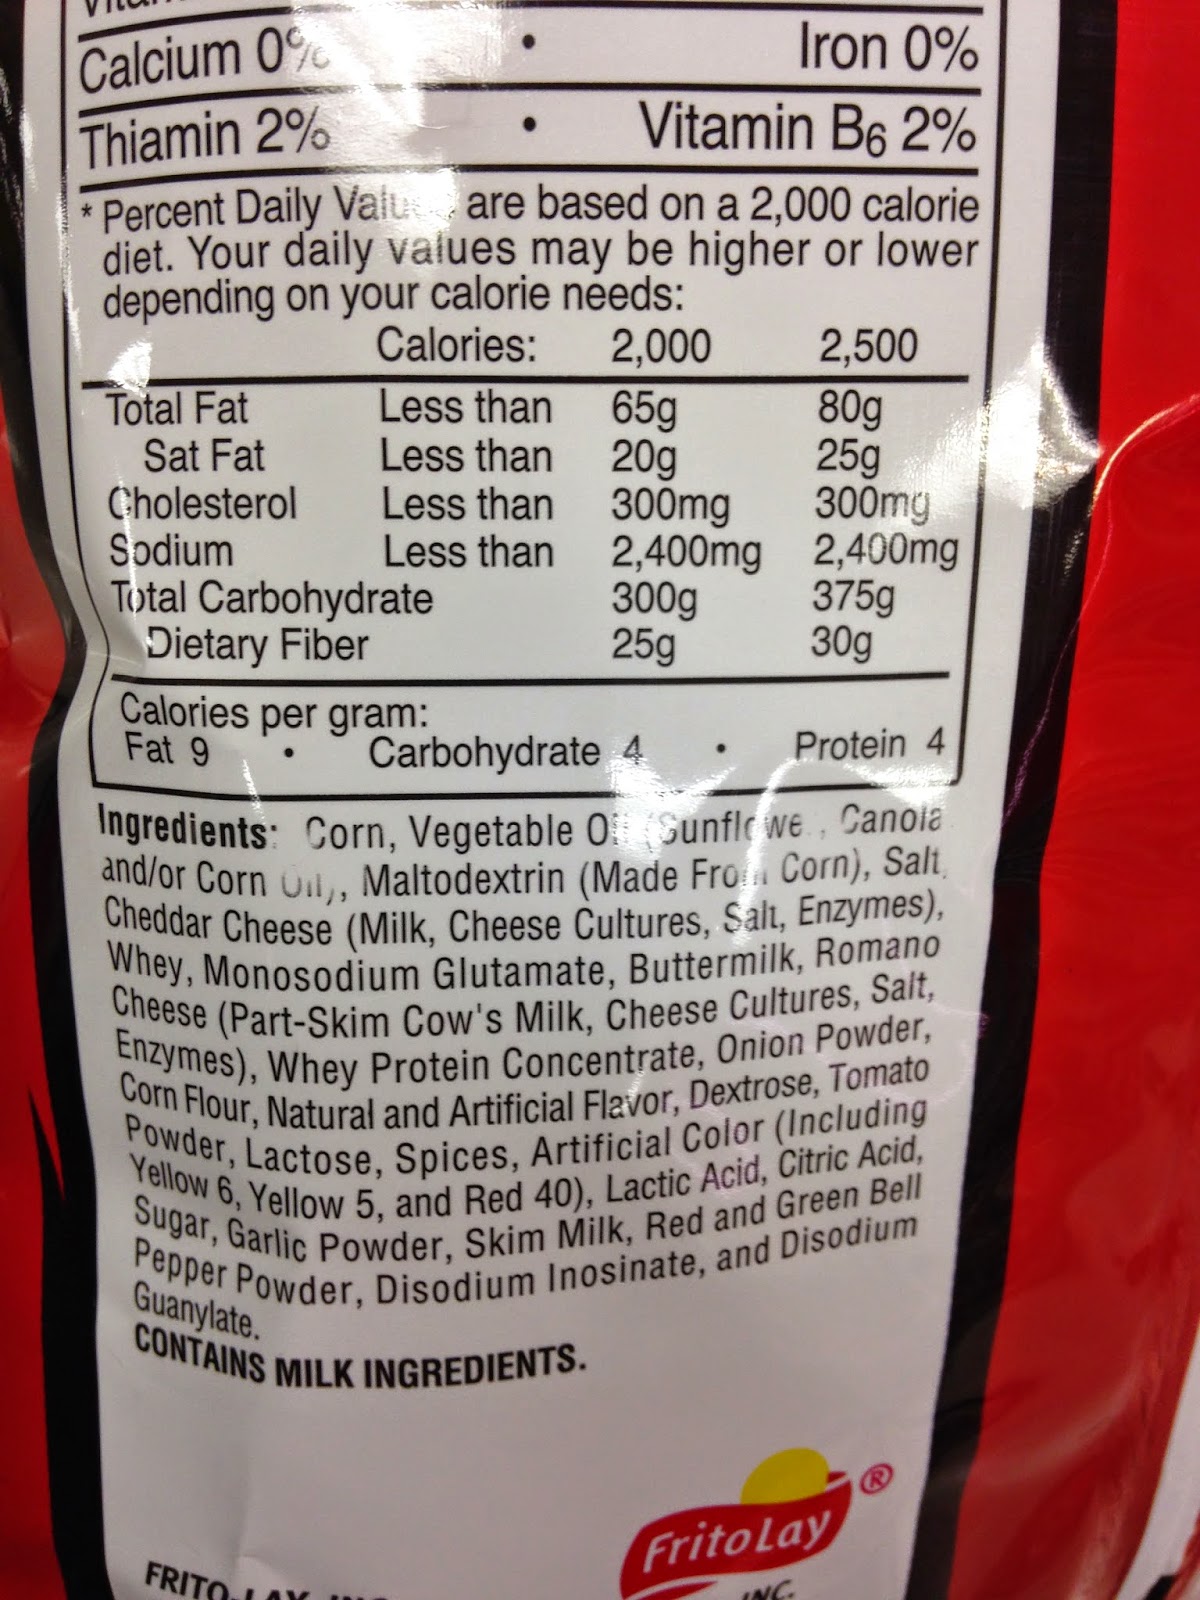 Calcium 0% • Iron 0%
Thiamin 2% • Vitamin B6 2%
* Percent Daily Values are based on a 2,000 calorie
diet. Your daily values may be higher or lower
depending on your calorie needs:
Calories: 2,000 2,500
Total Fat Less than 65g 80g
Sat Fat Less than 20g 25g
Cholesterol Less than 300mg 300mg
Sodium Less than 2,400mg 2,400mg
Total Carbohydrate 300g 375g
Dietary Fiber 25g 30g
Calories per gram:
Fat 9 • Carbohydrate 4 • Protein 4
Ingredients: Corn, Vegetable Oil (Sunflower, Canola
and/or Corn Oil), Maltodextrin (Made From Corn), Salt,
Cheddar Cheese (Milk, Cheese Cultures, Salt, Enzymes),
Whey, Monosodium Glutamate, Buttermilk, Romano
Cheese (Part-Skim Cow's Milk, Cheese Cultures, Salt,
Enzymes), Whey Protein Concentrate, Onion Powder,
Corn Flour, Natural and Artificial Flavor, Dextrose, Tomato
Powder, Lactose, Spices, Artificial Color (Including
Yellow 6, Yellow 5, and Red 40), Lactic Acid, Citric Acid,
Sugar, Garlic Powder, Skim Milk, Red and Green Bell
Pepper Powder, Disodium Inosinate, and Disodium
Guanylate.
CONTAINS MILK INGREDIENTS.
FritoLay ®
INC.
FRITO-LAY, INC.